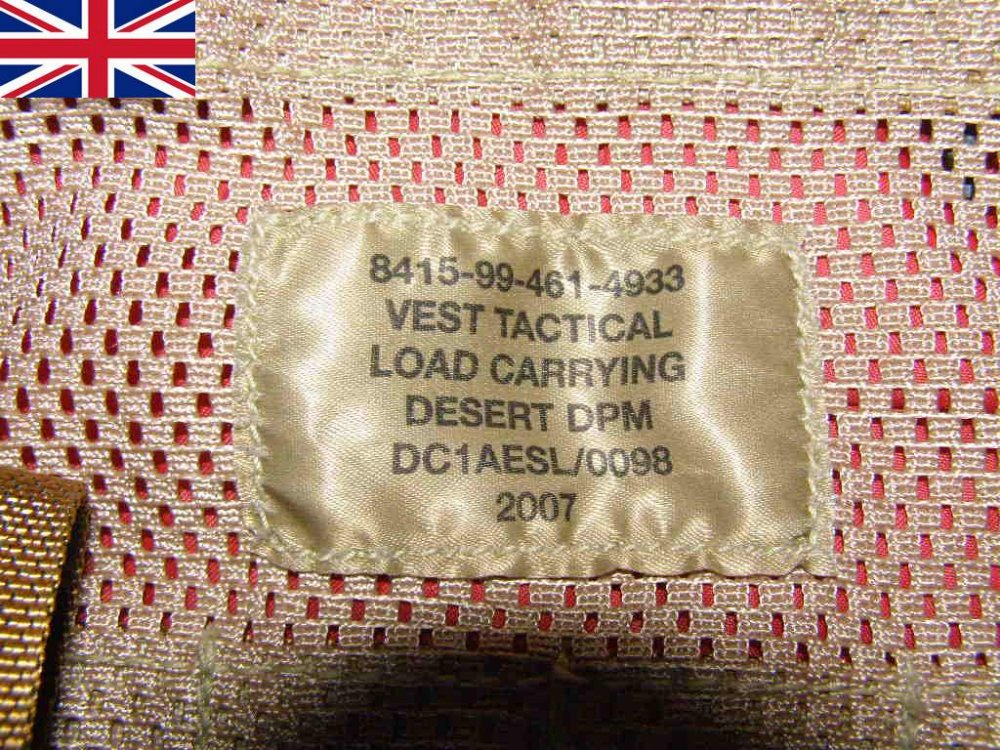 8415-99-461-4933
VEST TACTICAL
LOAD CARRYING
DESERT DPM
DC1AESL/0098
2007